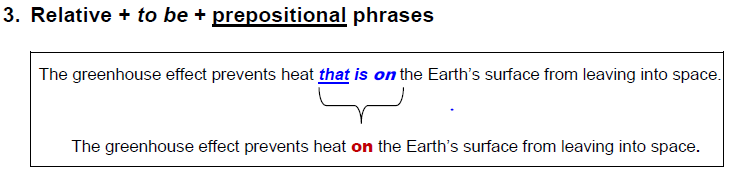 3. Relative + to be + prepositional phrases
The greenhouse effect prevents heat that is on the Earth's surface from leaving into space.
The greenhouse effect prevents heat on the Earth's surface from leaving into space.